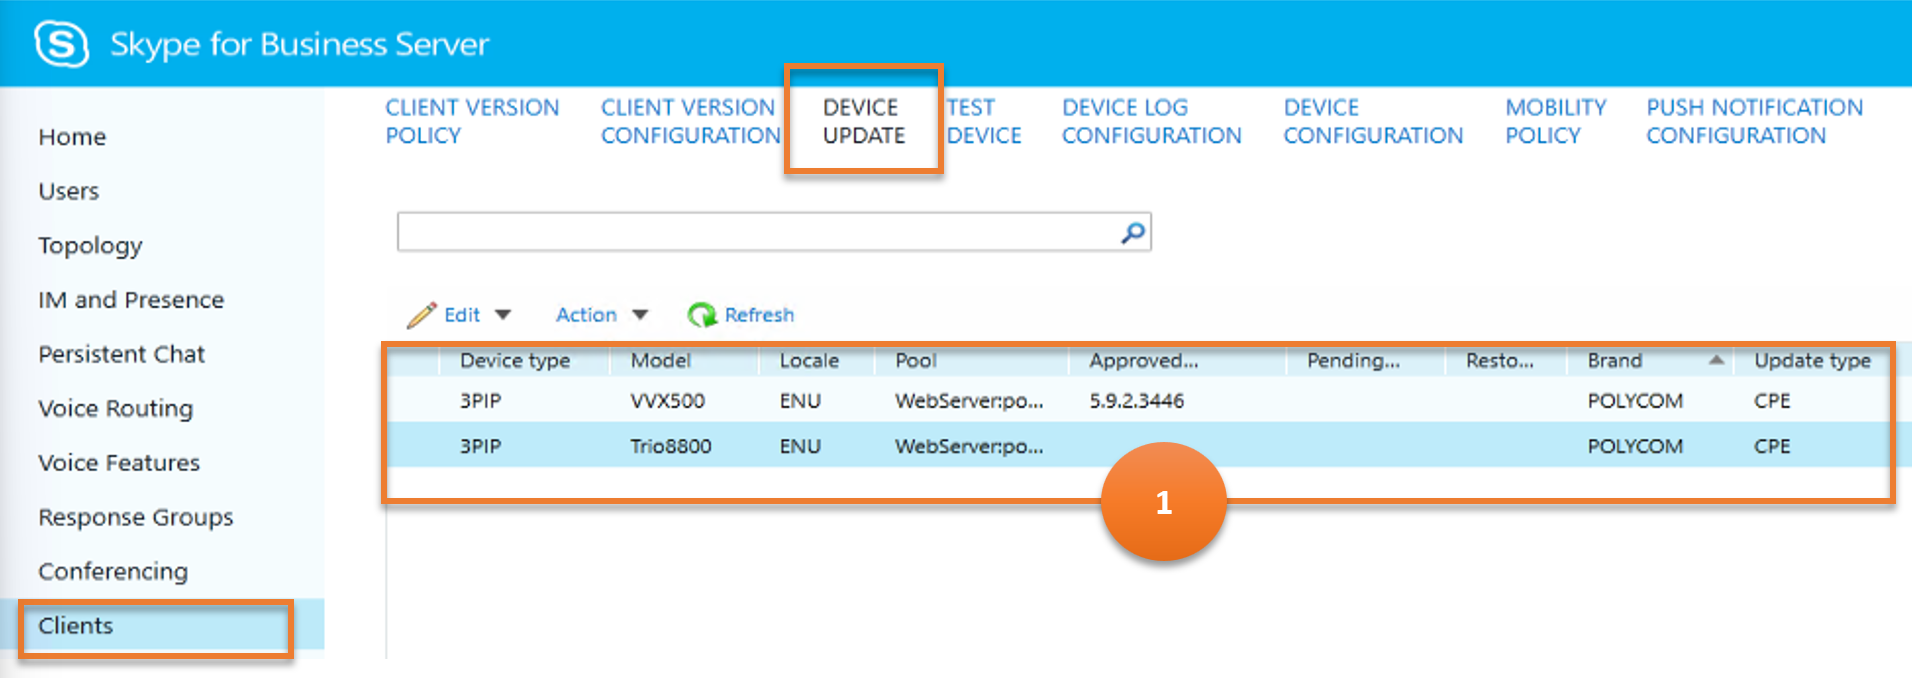 Skype for Business Server
CLIENT VERSION POLICY
CLIENT VERSION CONFIGURATION
DEVICE UPDATE
TEST DEVICE
DEVICE LOG CONFIGURATION
DEVICE CONFIGURATION
MOBILITY POLICY
PUSH NOTIFICATION CONFIGURATION
Home
Users
Topology
IM and Presence
Persistent Chat
Voice Routing
Voice Features
Response Groups
Conferencing
Clients
Edit Action Refresh
Device type Model Locale Pool Approved... Pending... Resto... Brand Update type
3PIP VVX500 ENU WebServer:po... 5.9.2.3446 POLYCOM CPE
3PIP Trio8800 ENU WebServer:po... POLYCOM CPE
1